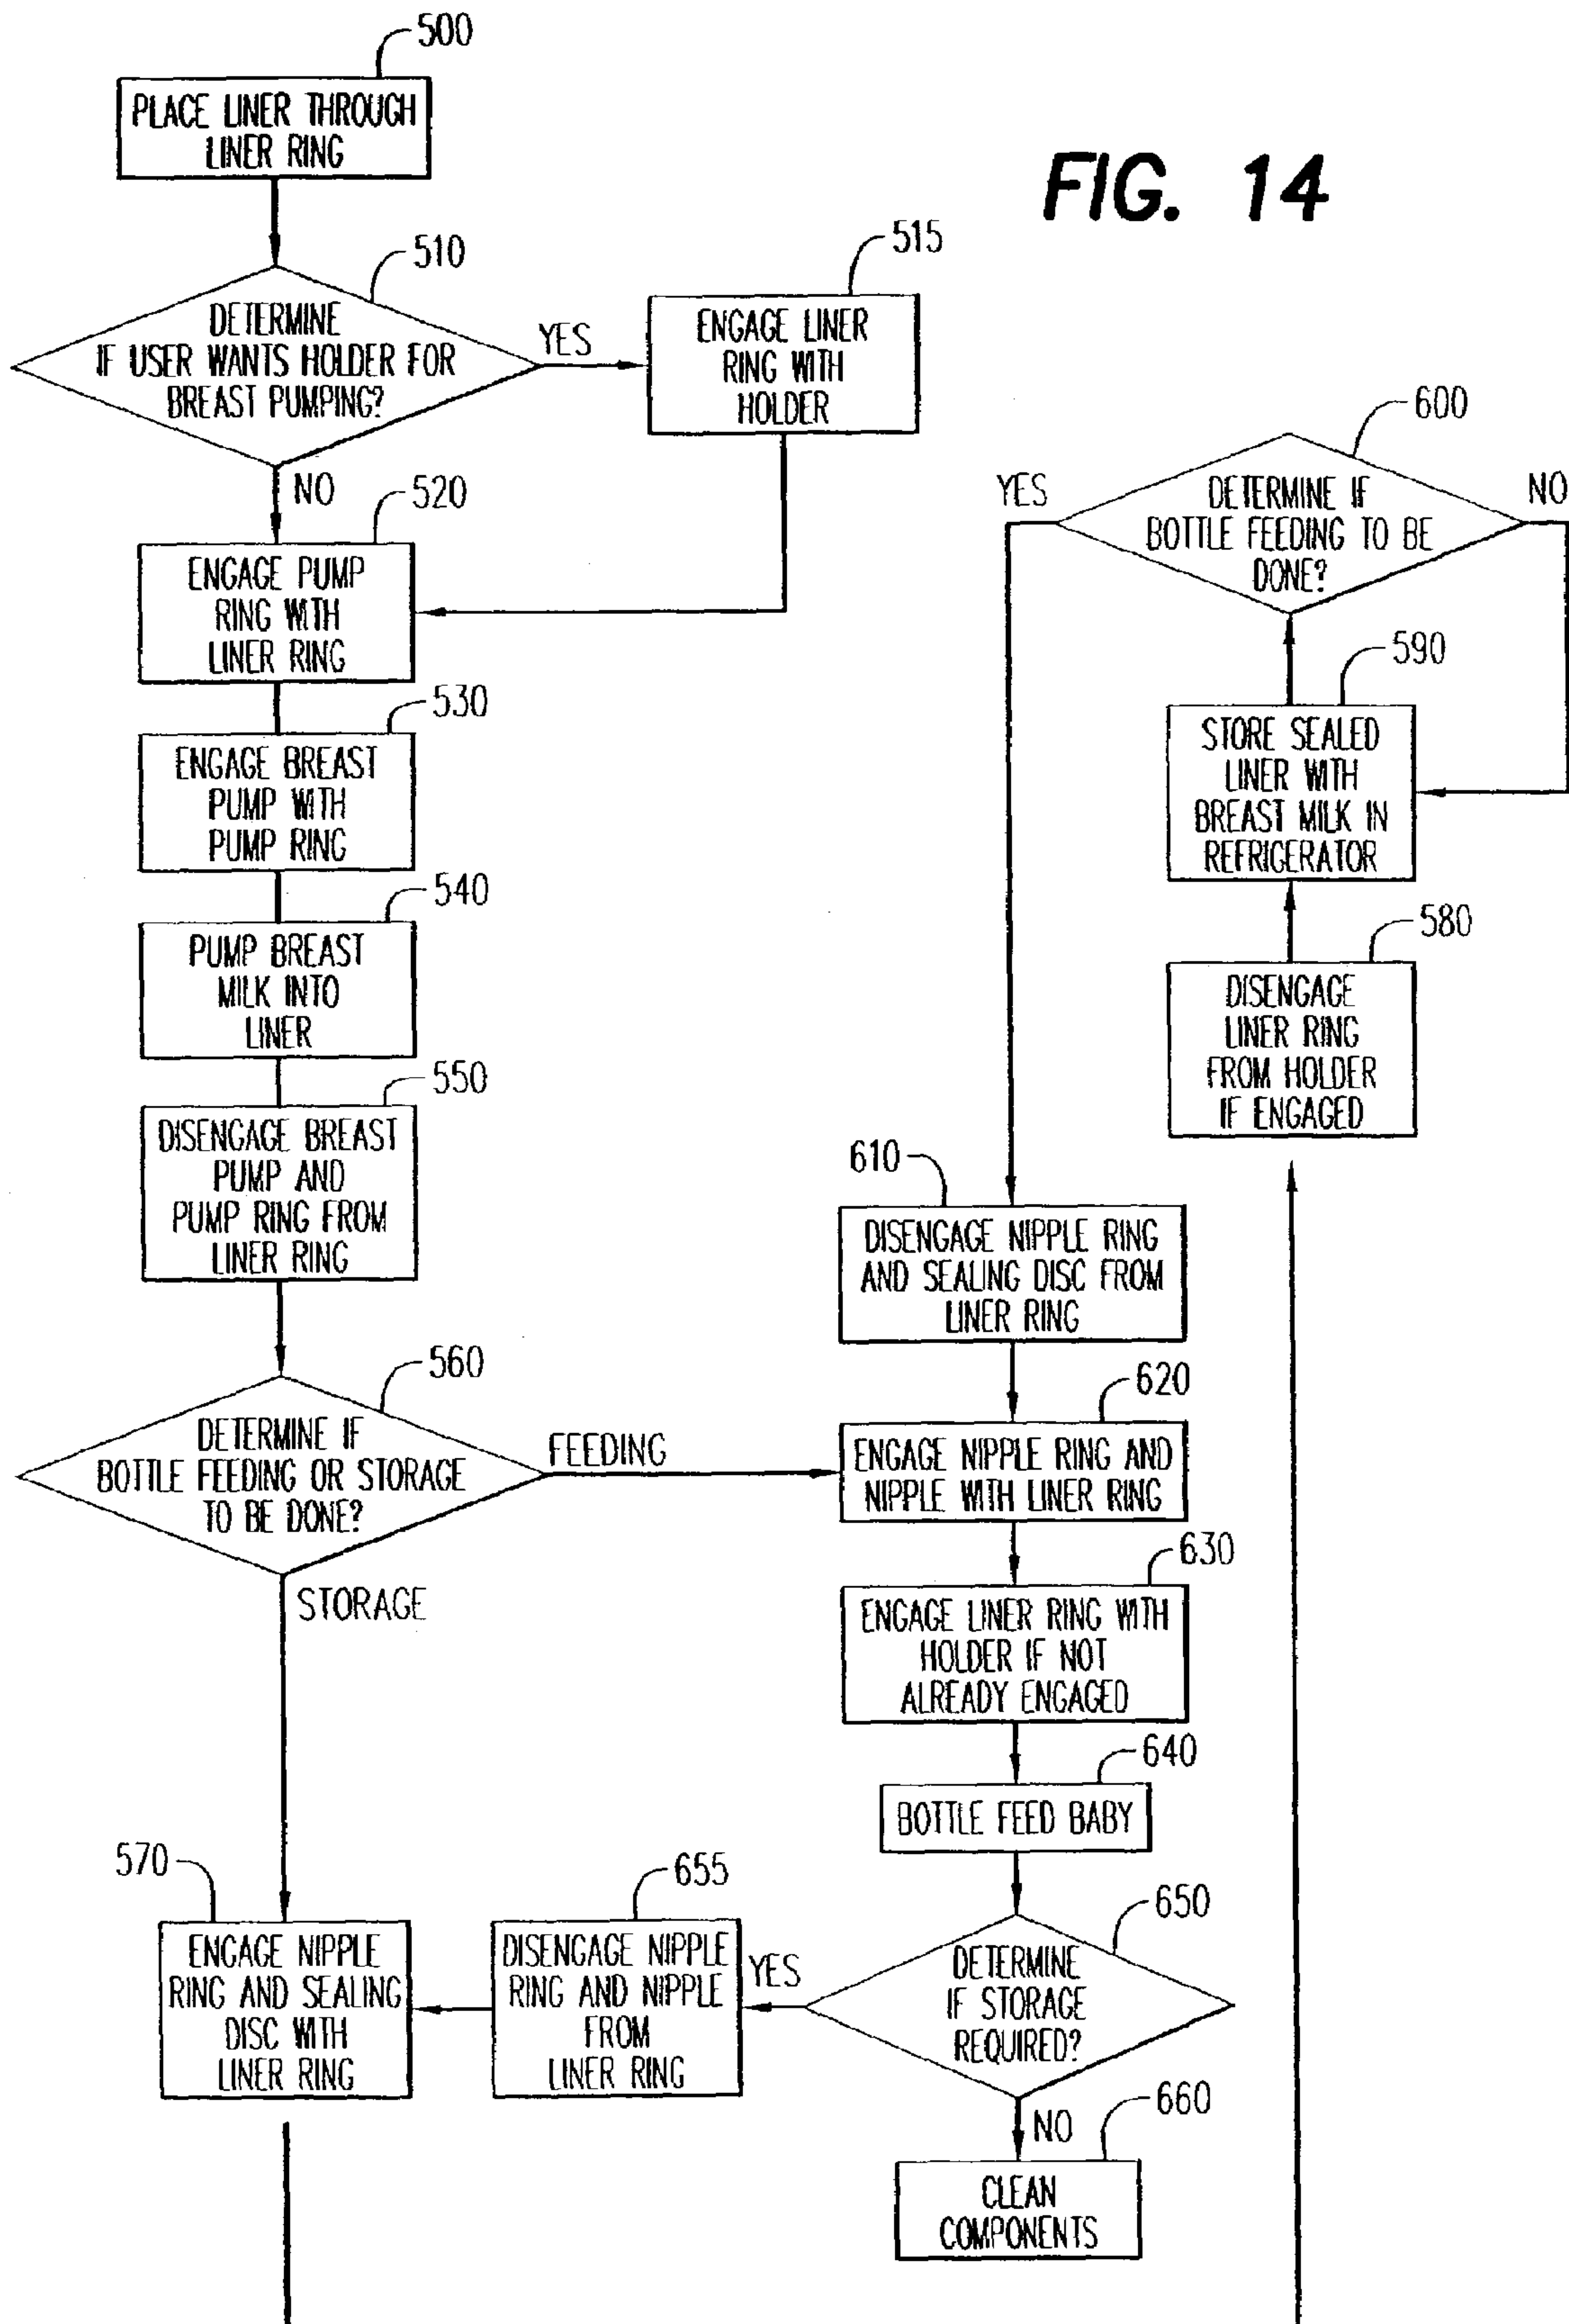 500
PLACE LINER THROUGH
LINER RING
FIG. 14
510
DETERMINE
IF USER WANTS HOLDER FOR
BREAST PUMPING?
YES
515
ENGAGE LINER
RING WITH
HOLDER
NO
520
ENGAGE PUMP
RING WITH
LINER RING
530
ENGAGE BREAST
PUMP WITH
PUMP RING
540
PUMP BREAST
MILK INTO
LINER
550
DISENGAGE BREAST
PUMP AND
PUMP RING FROM
LINER RING
560
DETERMINE IF
BOTTLE FEEDING OR STORAGE
TO BE DONE?
FEEDING
STORAGE
570
ENGAGE NIPPLE
RING AND SEALING
DISC WITH
LINER RING
600
YES
DETERMINE IF
BOTTLE FEEDING TO BE
DONE?
NO
590
STORE SEALED
LINER WITH
BREAST MILK IN
REFRIGERATOR
580
DISENGAGE
LINER RING
FROM HOLDER
IF ENGAGED
610
DISENGAGE NIPPLE RING
AND SEALING DISC FROM
LINER RING
620
ENGAGE NIPPLE RING AND
NIPPLE WITH LINER RING
630
ENGAGE LINER RING WITH
HOLDER IF NOT
ALREADY ENGAGED
640
BOTTLE FEED BABY
650
DETERMINE
IF STORAGE
REQUIRED?
YES
655
DISENGAGE NIPPLE
RING AND NIPPLE
FROM
LINER RING
NO
660
CLEAN
COMPONENTS